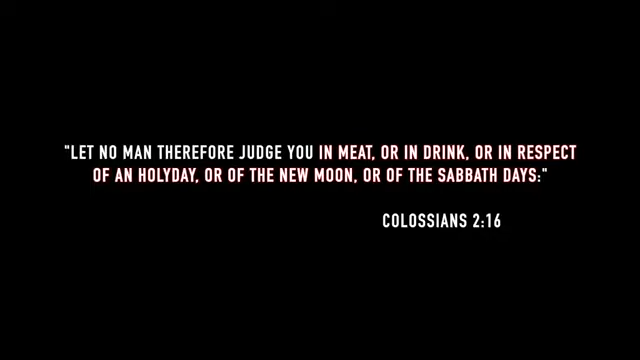 "LET NO MAN THEREFORE JUDGE YOU IN MEAT, OR IN DRINK, OR IN RESPECT
OF AN HOLYDAY, OR OF THE NEW MOON, OR OF THE SABBATH DAYS:"
COLOSSIANS 2:16